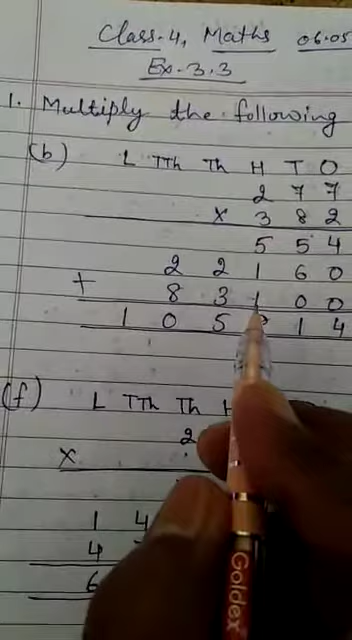 Class-4, Maths 06.05
Ex-3.3
1. Multiply the following
(b) L TTh Th H T O
2 7 7
x 3 8 2
5 5 4
2 2 1 6 0
+ 8 3 1 0 0
1 0 5 1 4
(f) L TTh Th H
2
x
1 4
4
6
Goldex